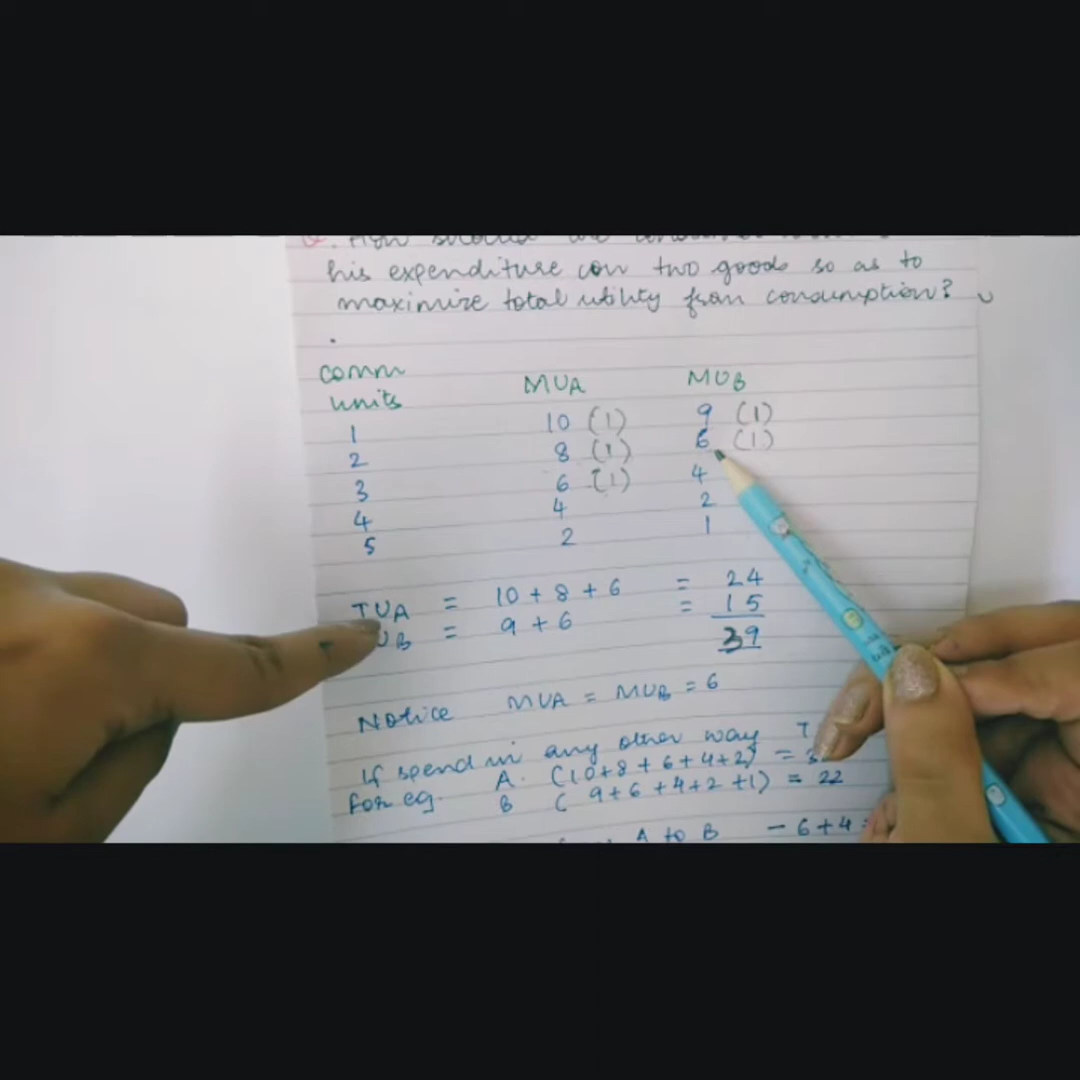 his expenditure on two goods so as to
maximize total utility from consumption?
comm units MUA MUB
1 10 (1) 9 (1)
2 8 (1) 6 (1)
3 6 (1) 4
4 4 2
5 2 1
TUA = 10 + 8 + 6 = 24
UB = 9 + 6 = 15
39
Notice MUA = MUB = 6
If spend in any other way T
for eg. A. (10+8+6+4+2) =
B (9+6+4+2+1) = 22
A to B - 6+4